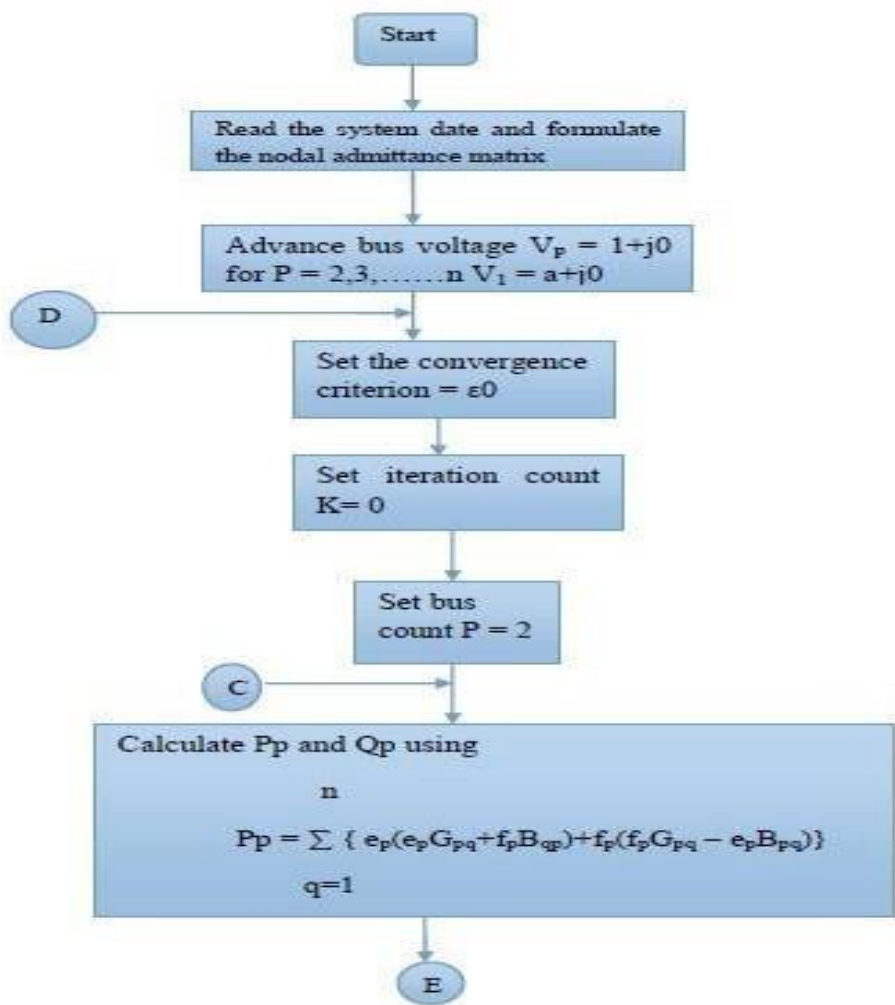 Start
Read the system date and formulate
the nodal admittance matrix
Advance bus voltage Vₚ = 1+j0
for P = 2,3,……n V₁ = a+j0
D
Set the convergence
criterion = ε0
Set iteration count
K= 0
Set bus
count P = 2
C
Calculate Pp and Qp using
n
Pp = ∑ { eₚ(eₚGₚq+fₚBqₚ)+fₚ(fₚGₚq – eₚBₚq)}
q=1
E